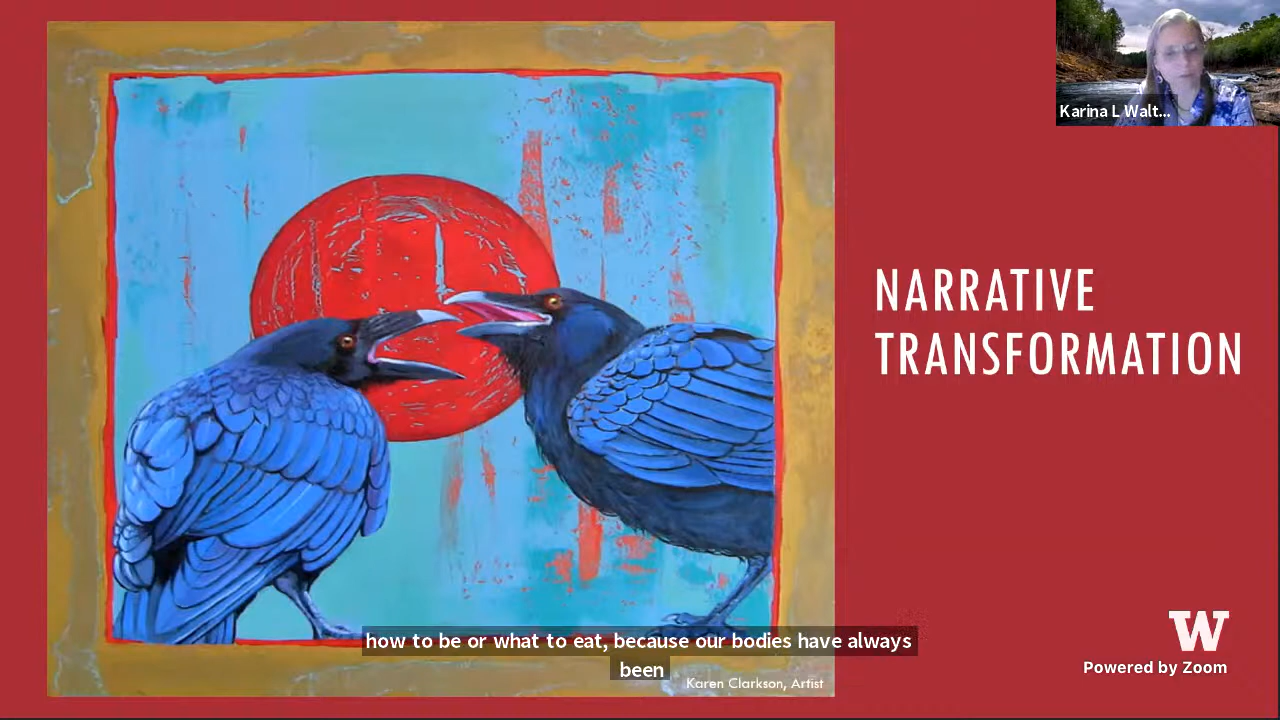 Karina L Walt...
NARRATIVE
TRANSFORMATION
how to be or what to eat, because our bodies have always
been
Karen Clarkson, Artist
W
Powered by Zoom